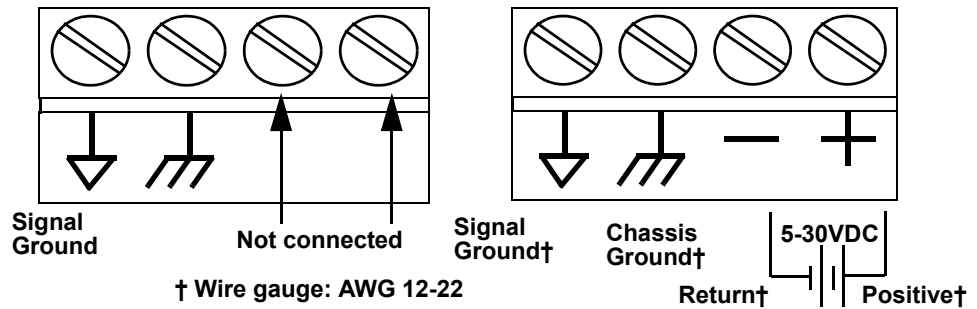 Signal
Ground
Not connected
† Wire gauge: AWG 12-22
Signal
Ground†
Chassis
Ground†
5-30VDC
Return†
Positive†